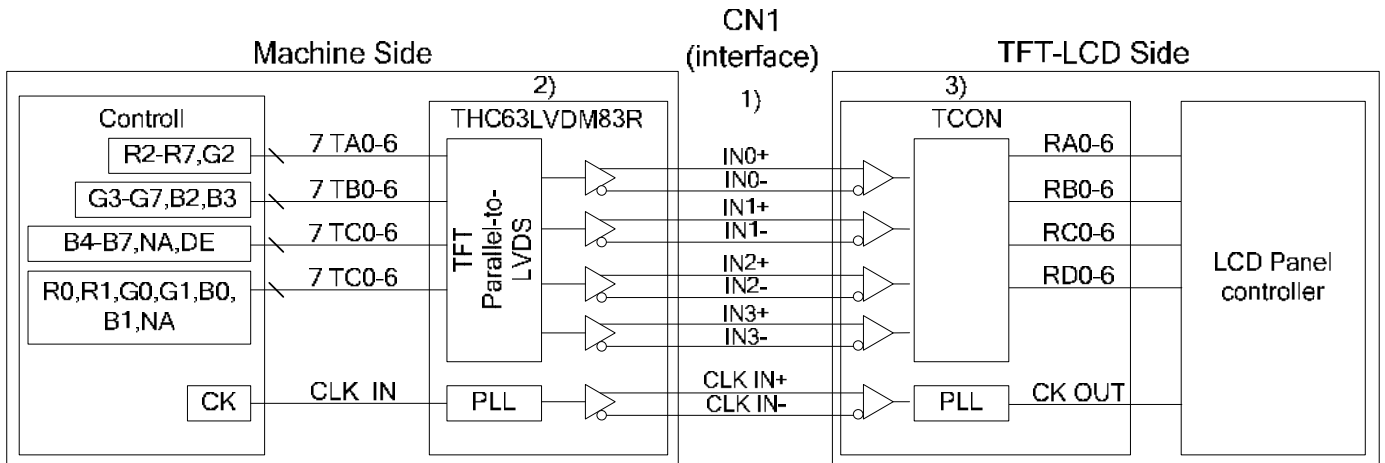 CN1
(interface)
Machine Side
TFT-LCD Side
1)
2)
3)
Controll
THC63LVDM83R
TCON
R2-R7,G2
7 TA0-6
G3-G7,B2,B3
7 TB0-6
B4-B7,NA,DE
7 TC0-6
R0,R1,G0,G1,B0,
B1,NA
7 TC0-6
CK
CLK IN
TFT
Parallel-to-
LVDS
PLL
IN0+
IN0-
IN1+
IN1-
IN2+
IN2-
IN3+
IN3-
CLK IN+
CLK IN-
PLL
RA0-6
RB0-6
RC0-6
RD0-6
CK OUT
LCD Panel
controller